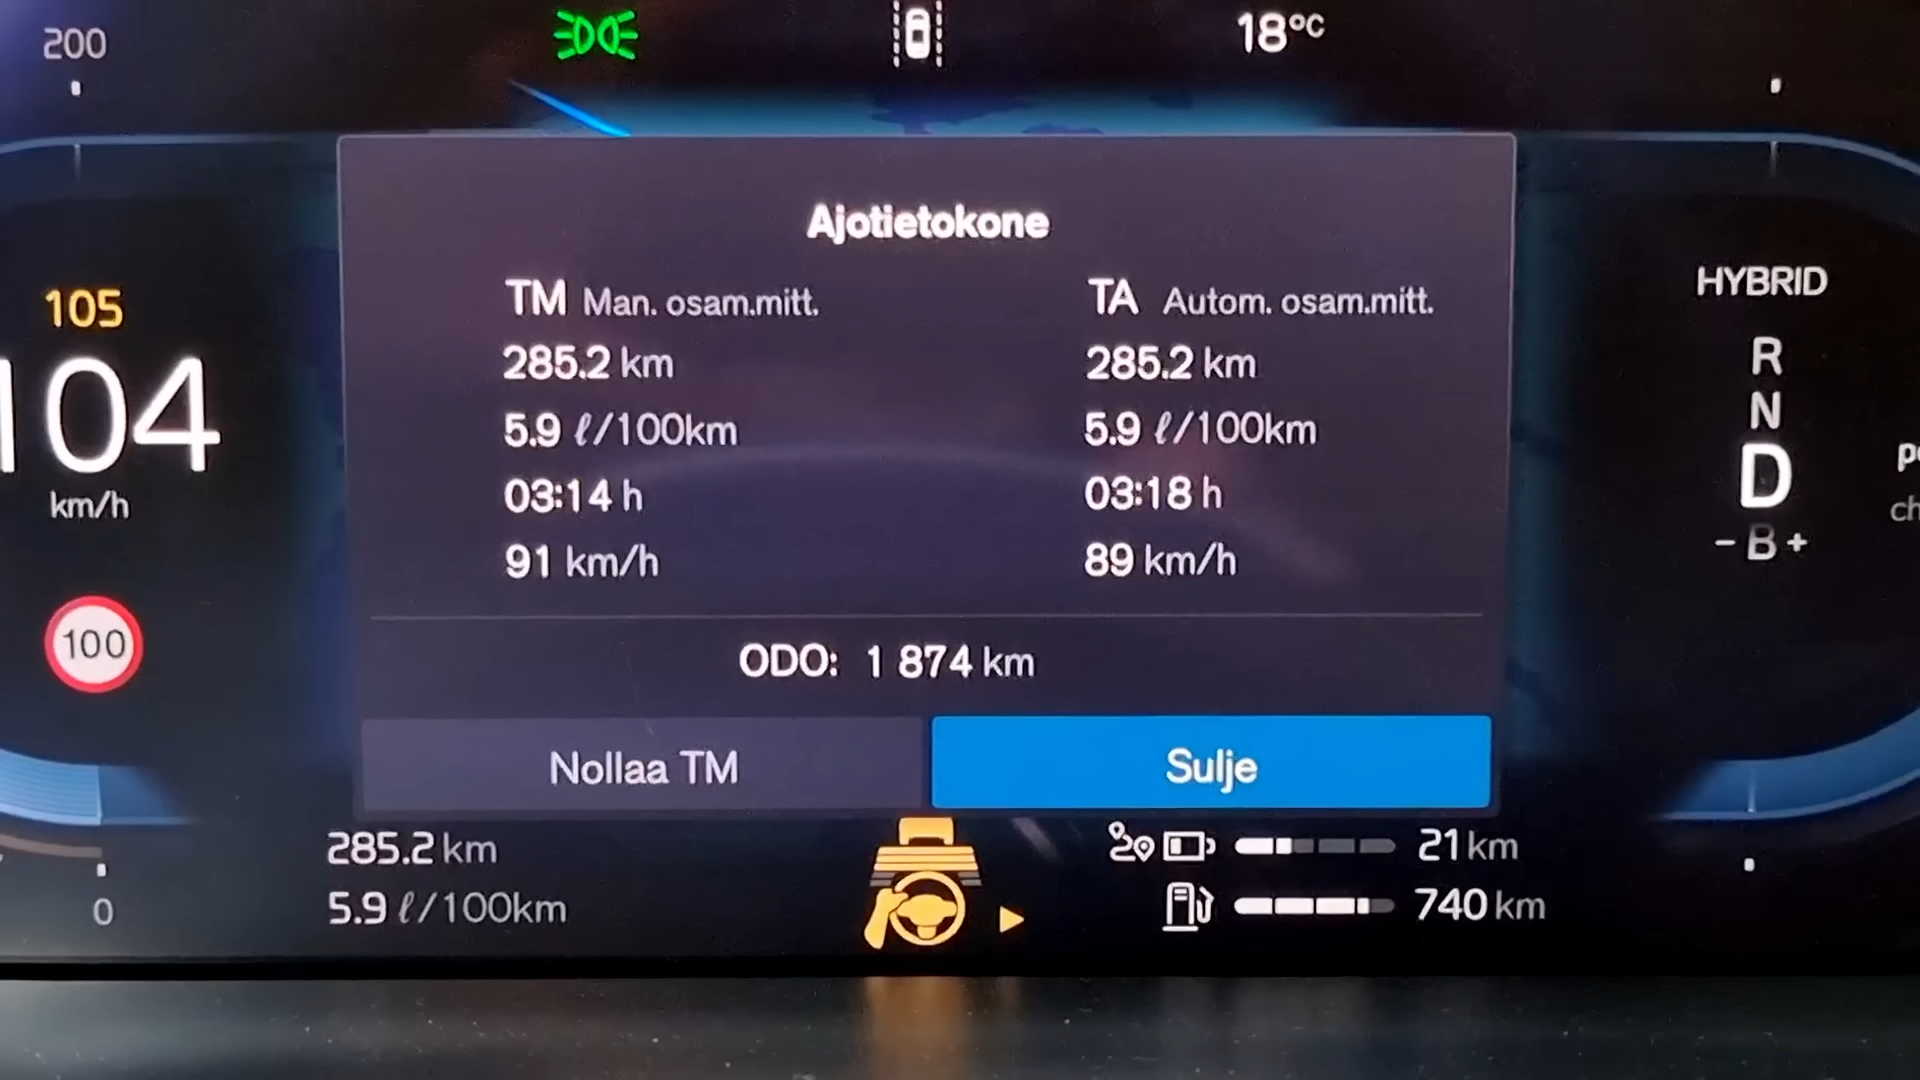 200
18°C
Ajotietokone
TM Man. osam.mitt.
285.2 km
5.9 ℓ/100km
03:14 h
91 km/h
TA Autom. osam.mitt.
285.2 km
5.9 ℓ/100km
03:18 h
89 km/h
ODO: 1 874 km
Nollaa TM
Sulje
105
104
km/h
100
0
HYBRID
R
N
D
- B +
285.2 km
5.9 ℓ/100km
21 km
740 km